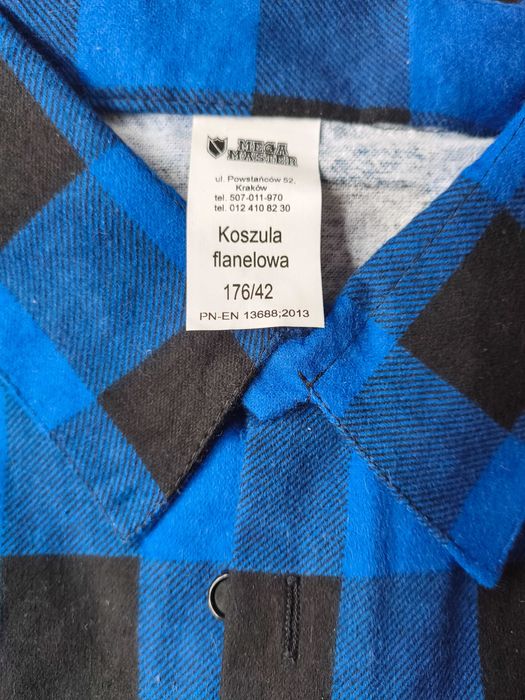 MEGA
MASTER
ul. Powstańców 52,
Kraków
tel. 507-011-970
tel. 012 410 82 30
Koszula
flanelowa
176/42
PN-EN 13688;2013